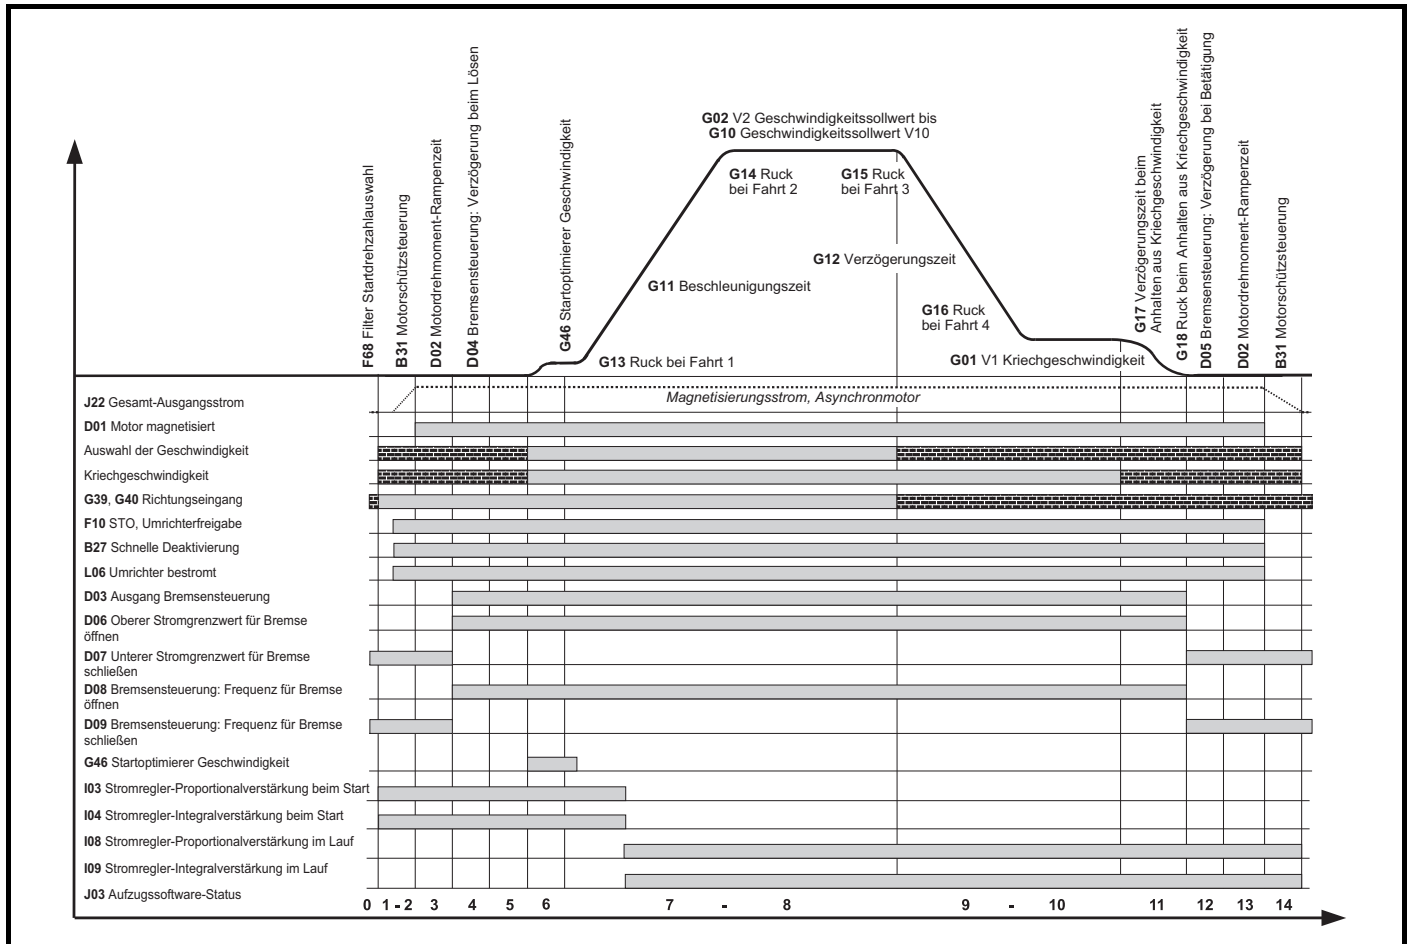 F68 Filter Startdrehzahlauswahl
B31 Motorschützsteuerung
D02 Motordrehmoment-Rampenzeit
D04 Bremsensteuerung: Verzögerung beim Lösen
G46 Startoptimierer Geschwindigkeit
G02 V2 Geschwindigkeitssollwert bis
G10 Geschwindigkeitssollwert V10
G14 Ruck
bei Fahrt 2
G15 Ruck
bei Fahrt 3
G12 Verzögerungszeit
G11 Beschleunigungszeit
G16 Ruck
bei Fahrt 4
G13 Ruck bei Fahrt 1
G01 V1 Kriechgeschwindigkeit
G17 Verzögerungszeit beim
Anhalten aus Kriechgeschwindigkeit
G18 Ruck beim Anhalten aus Kriechgeschwindigkeit
D05 Bremsensteuerung: Verzögerung bei Betätigung
D02 Motordrehmoment-Rampenzeit
B31 Motorschützsteuerung
J22 Gesamt-Ausgangsstrom
Magnetisierungsstrom, Asynchronmotor
D01 Motor magnetisiert
Auswahl der Geschwindigkeit
Kriechgeschwindigkeit
G39, G40 Richtungseingang
F10 STO, Umrichterfreigabe
B27 Schnelle Deaktivierung
L06 Umrichter bestromt
D03 Ausgang Bremsensteuerung
D06 Oberer Stromgrenzwert für Bremse
öffnen
D07 Unterer Stromgrenzwert für Bremse
schließen
D08 Bremsensteuerung: Frequenz für Bremse
öffnen
D09 Bremsensteuerung: Frequenz für Bremse
schließen
G46 Startoptimierer Geschwindigkeit
I03 Stromregler-Proportionalverstärkung beim Start
I04 Stromregler-Integralverstärkung beim Start
I08 Stromregler-Proportionalverstärkung im Lauf
I09 Stromregler-Integralverstärkung im Lauf
J03 Aufzugssoftware-Status
0 1 - 2 3 4 5 6 7 - 8 9 - 10 11 12 13 14